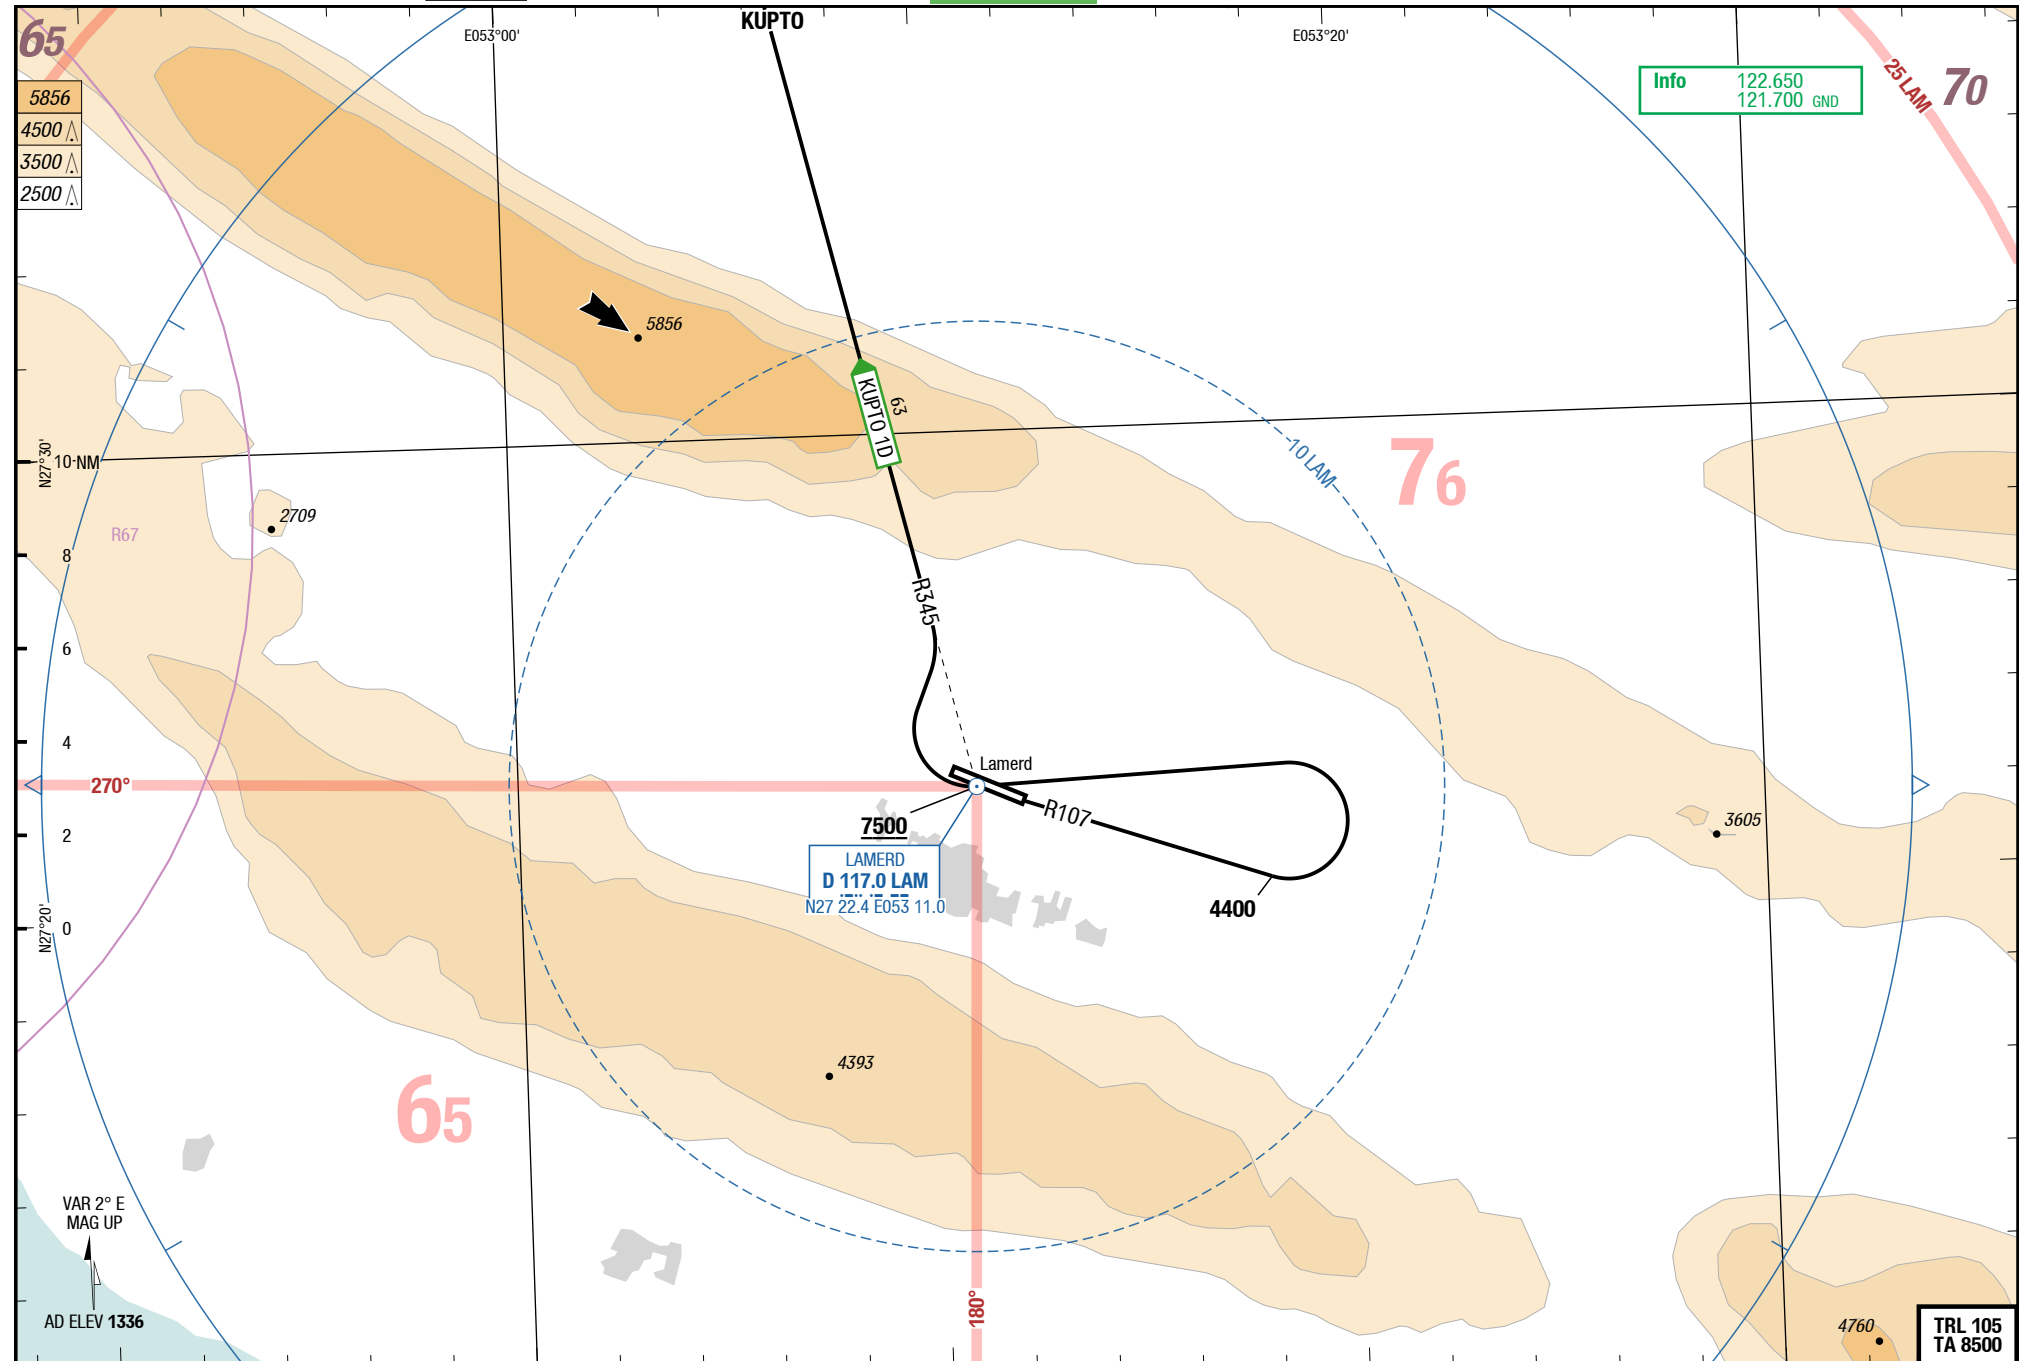 KUPTO
65
E053°00'
E053°20'
Info 122.650
121.700 GND
25 LAM
70
5856
4500
3500
2500
5856
KUPTO 1D
63
10 LAM
76
N27°30'
10 NM
2709
R67
8
R345
6
4
Lamerd
270°
R107
7500
3605
2
LAMERD
D 117.0 LAM
N27 22.4 E053 11.0
4400
N27°20'
0
4393
65
VAR 2° E
MAG UP
AD ELEV 1336
180°
4760
TRL 105
TA 8500